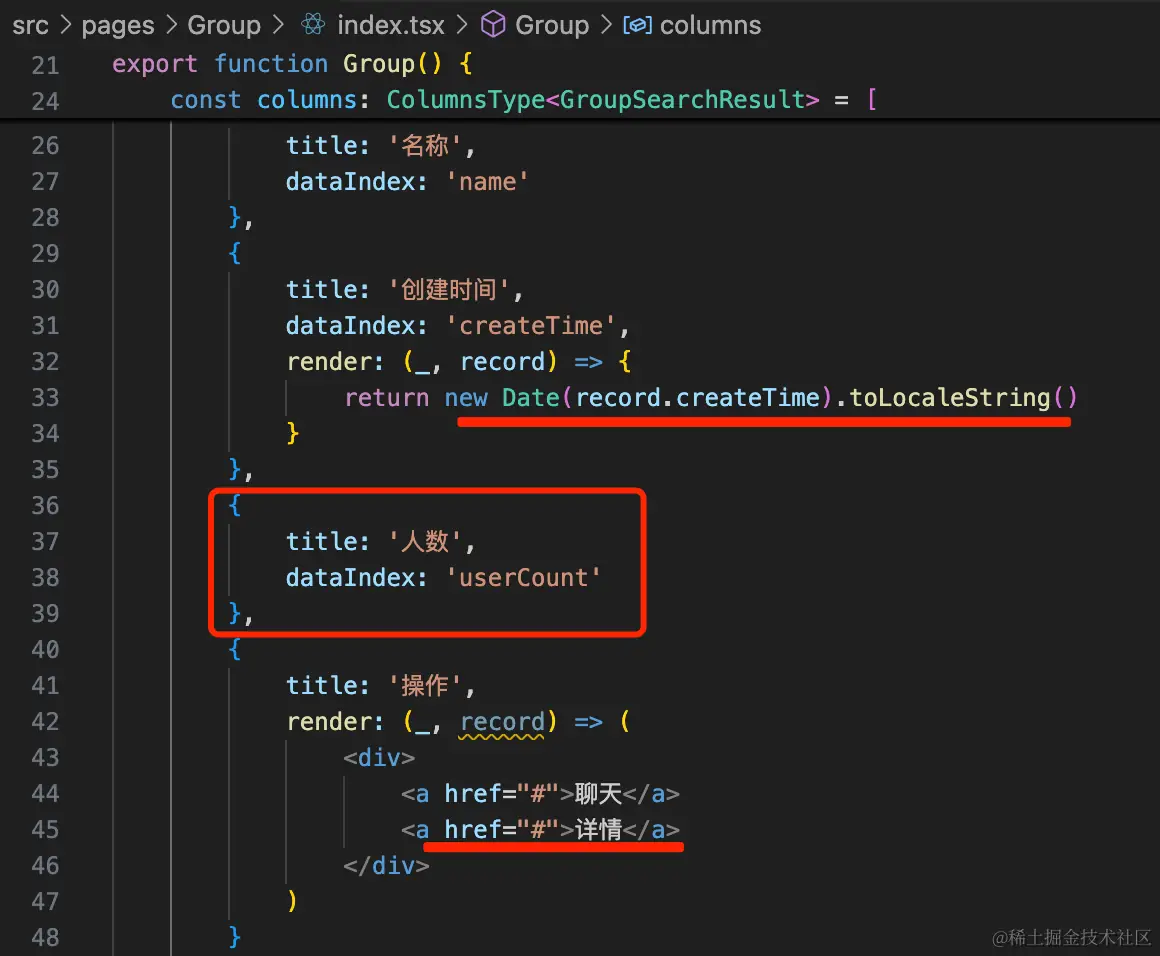 src > pages > Group > index.tsx > Group > columns
21 export function Group() {
24 const columns: ColumnsType<GroupSearchResult> = [
26 title: '名称',
27 dataIndex: 'name'
28 },
29 {
30 title: '创建时间',
31 dataIndex: 'createTime',
32 render: (_, record) => {
33 return new Date(record.createTime).toLocaleString()
34 }
35 },
36 {
37 title: '人数',
38 dataIndex: 'userCount'
39 },
40 {
41 title: '操作',
42 render: (_, record) => (
43 <div>
44 <a href="#">聊天</a>
45 <a href="#">详情</a>
46 </div>
47 )
48 }
@稀土掘金技术社区